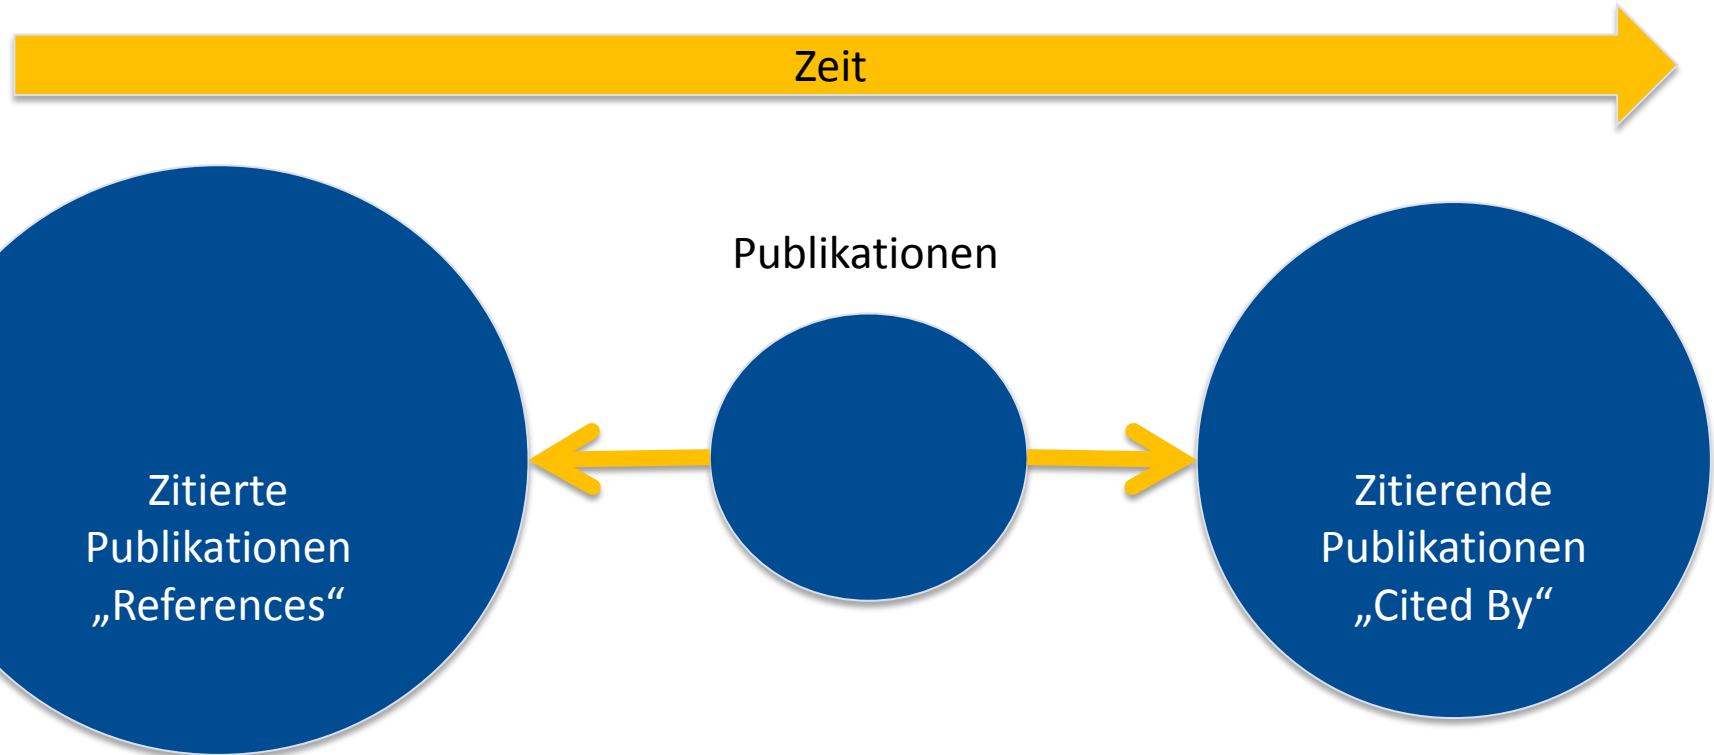 Zeit
Publikationen
Zitierte
Publikationen
„References“
Zitierende
Publikationen
„Cited By“